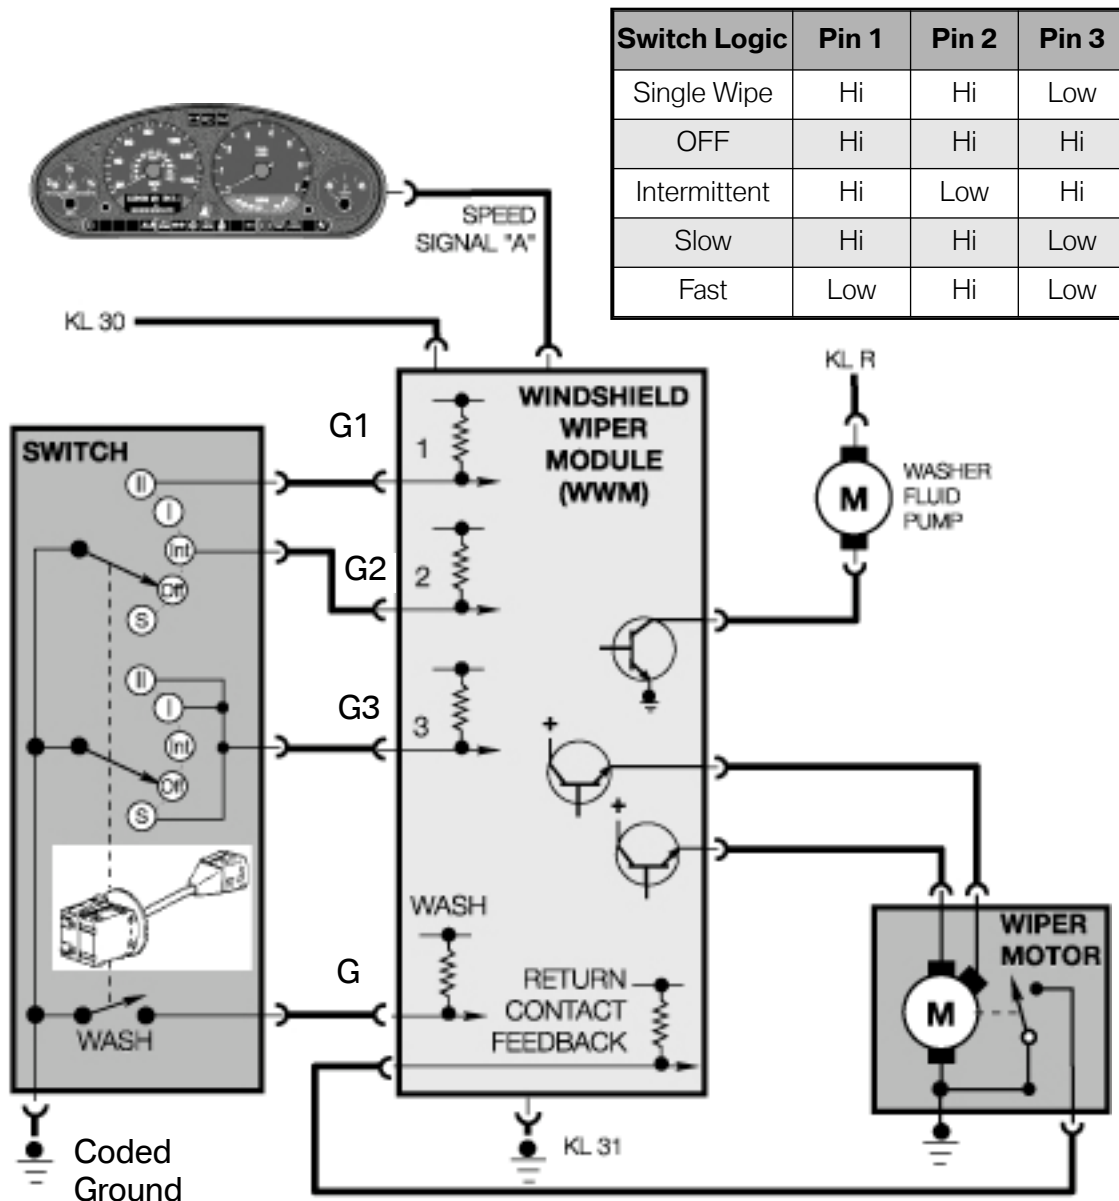 Switch Logic Pin 1 Pin 2 Pin 3
Single Wipe Hi Hi Low
OFF Hi Hi Hi
Intermittent Hi Low Hi
Slow Hi Hi Low
Fast Low Hi Low
SPEED
SIGNAL "A"
KL 30
KL R
WINDSHIELD
WIPER
MODULE
(WWM)
WASHER
FLUID
PUMP
M
SWITCH
II
I
Int
Off
S
II
I
Int
Off
S
G1
1
G2
2
G3
3
+
+
WASH
G
RETURN
CONTACT
FEEDBACK
WASH
WIPER
MOTOR
M
KL 31
Coded
Ground